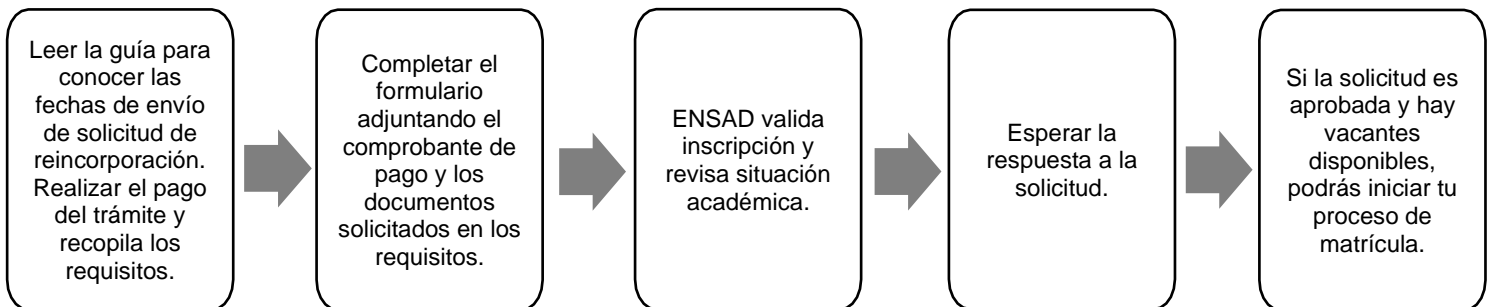 Leer la guía para
conocer las
fechas de envío
de solicitud de
reincorporación.
Realizar el pago
del trámite y
recopila los
requisitos.
Completar el
formulario
adjuntando el
comprobante de
pago y los
documentos
solicitados en los
requisitos.
ENSAD valida
inscripción y
revisa situación
académica.
Esperar la
respuesta a la
solicitud.
Si la solicitud es
aprobada y hay
vacantes
disponibles,
podrás iniciar tu
proceso de
matrícula.